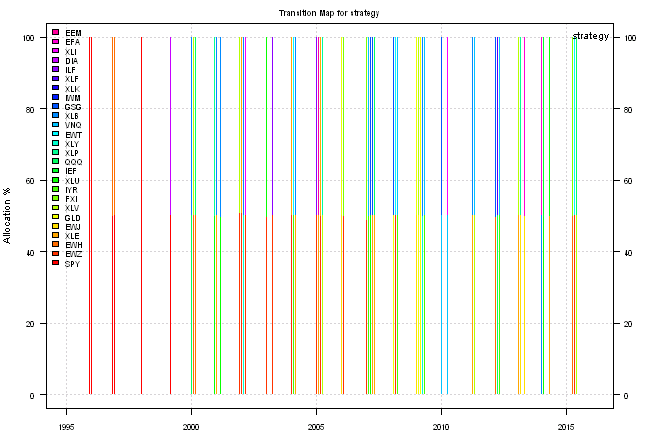 Transition Map for strategy
strategy
EEM
EFA
XLI
DIA
ILF
XLF
XLK
IWM
GSG
XLB
VNQ
EWT
XLY
XLP
QQQ
IEF
XLU
IYR
FXI
XLV
GLD
EWJ
XLE
EWH
EWZ
SPY
Allocation %
100
80
60
40
20
0
100
80
60
40
20
0
1995
2000
2005
2010
2015